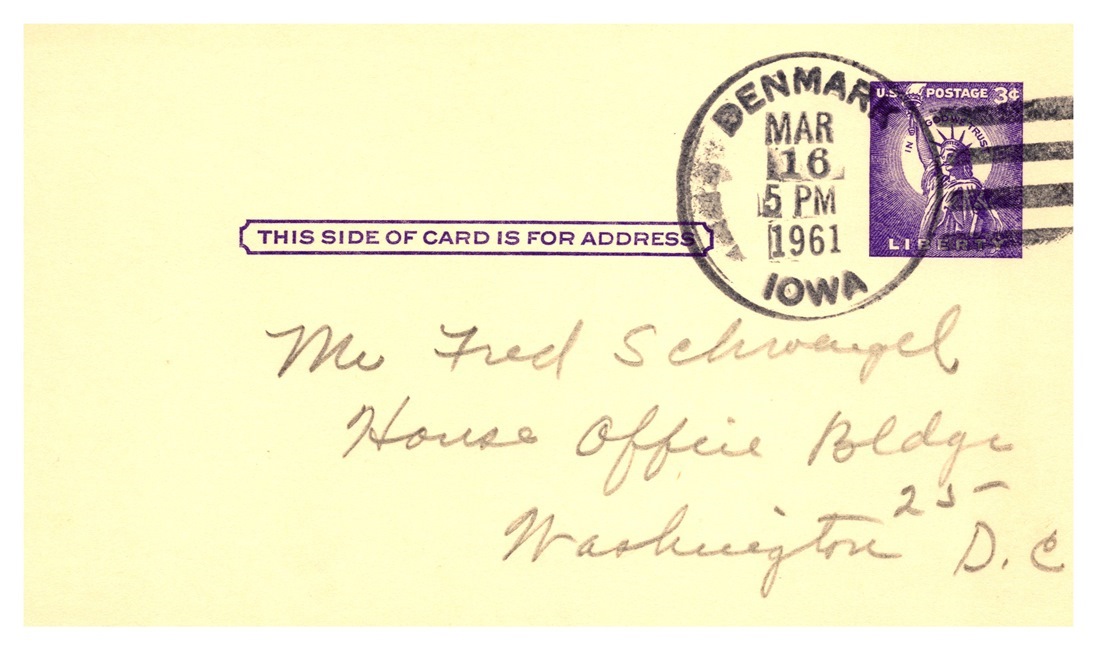 DENMARK
MAR
16
5 PM
1961
IOWA
U.S. POSTAGE 3¢
IN GOD WE TRUST
LIBERTY
THIS SIDE OF CARD IS FOR ADDRESS
Mr Fred Schwengel
House Office Bldgs
Washington 25 D.C